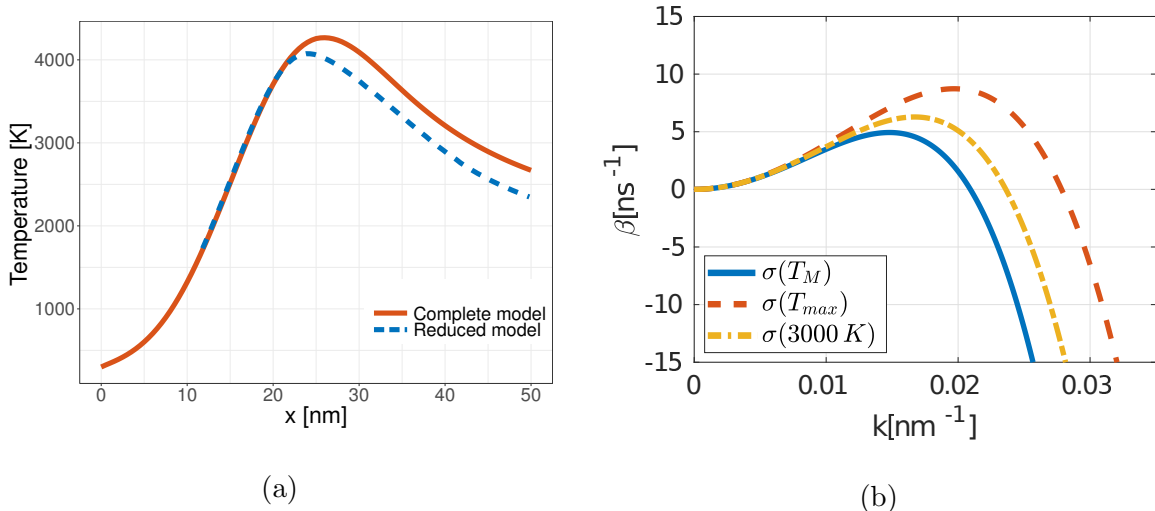 4000
3000
2000
1000
Temperature [K]
0 10 20 30 40 50
x [nm]
Complete model
Reduced model
(a)
15
10
5
0
-5
-10
-15
β[ns⁻¹]
0 0.01 0.02 0.03
k[nm ⁻¹]
σ(T_M)
σ(T_max)
σ(3000 K)
(b)